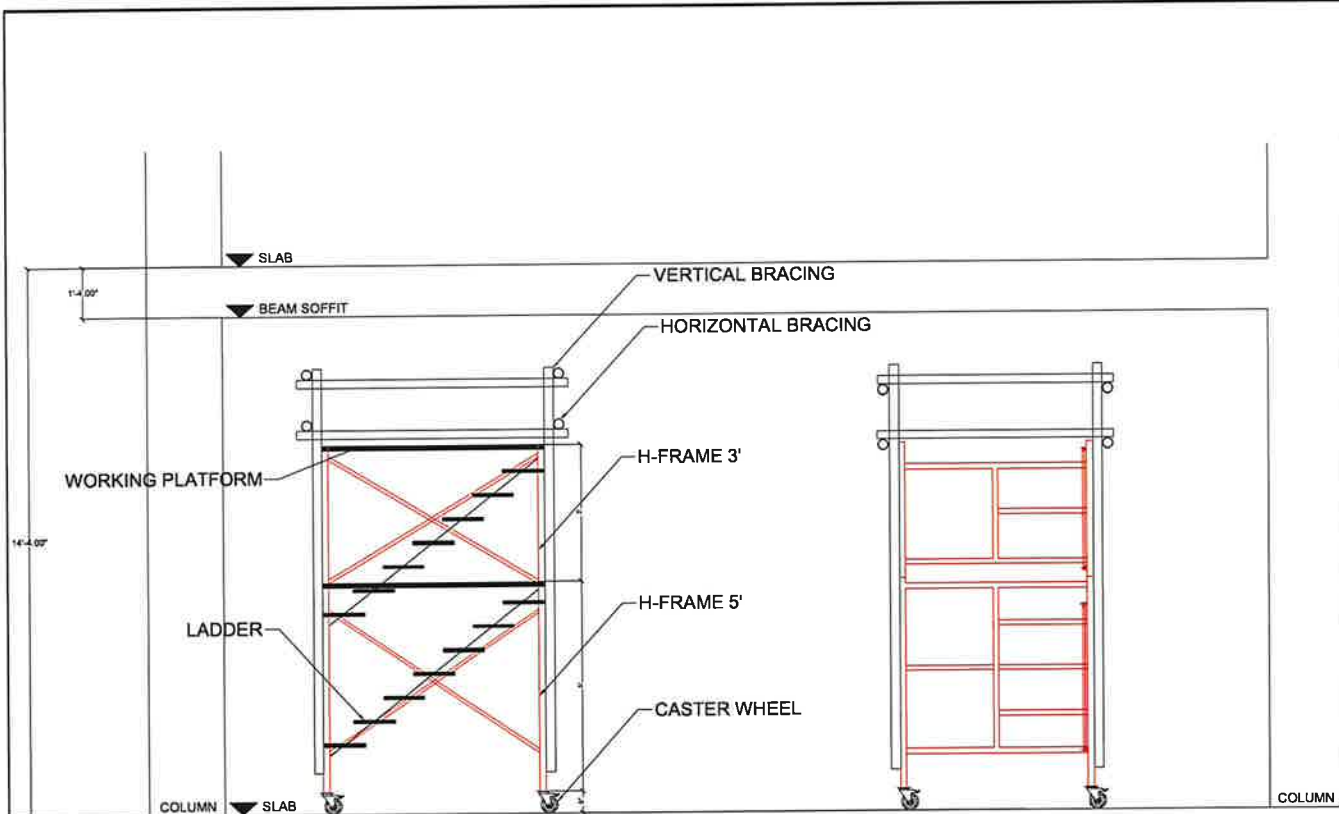 SLAB
1'-4.00"
BEAM SOFFIT
VERTICAL BRACING
HORIZONTAL BRACING
WORKING PLATFORM
H-FRAME 3'
14'-4.00"
LADDER
H-FRAME 5'
CASTER WHEEL
COLUMN
SLAB
COLUMN